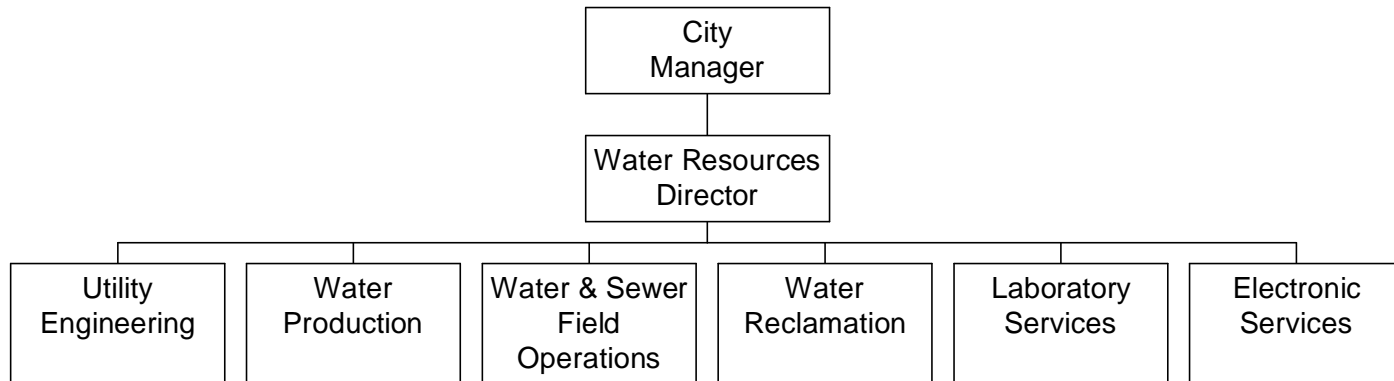 City
Manager
Water Resources
Director
Utility
Engineering
Water
Production
Water & Sewer
Field
Operations
Water
Reclamation
Laboratory
Services
Electronic
Services